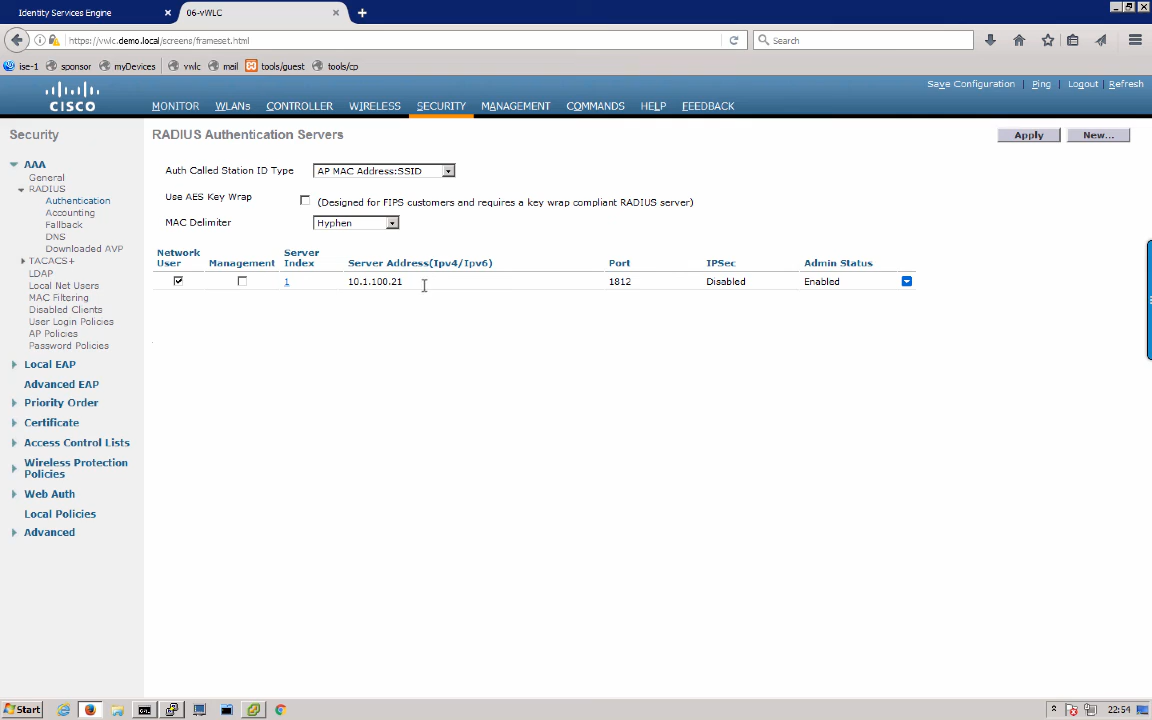 Identity Services Engine
06-vWLC
https://vwlc.demo.local/screens/frameset.html
Search
ise-1 sponsor myDevices vwlc mail tools/guest tools/cp
Save Configuration Ping Logout Refresh
CISCO
MONITOR WLANs CONTROLLER WIRELESS SECURITY MANAGEMENT COMMANDS HELP FEEDBACK
Security
AAA
General
RADIUS
Authentication
Accounting
Fallback
DNS
Downloaded AVP
TACACS+
LDAP
Local Net Users
MAC Filtering
Disabled Clients
User Login Policies
AP Policies
Password Policies
Local EAP
Advanced EAP
Priority Order
Certificate
Access Control Lists
Wireless Protection
Policies
Web Auth
Local Policies
Advanced
RADIUS Authentication Servers
Apply New...
Auth Called Station ID Type AP MAC Address:SSID
Use AES Key Wrap (Designed for FIPS customers and requires a key wrap compliant RADIUS server)
MAC Delimiter Hyphen
Network
User Management Server
Index Server Address(Ipv4/Ipv6) Port IPSec Admin Status
1 10.1.100.21 1812 Disabled Enabled
Start
22:54